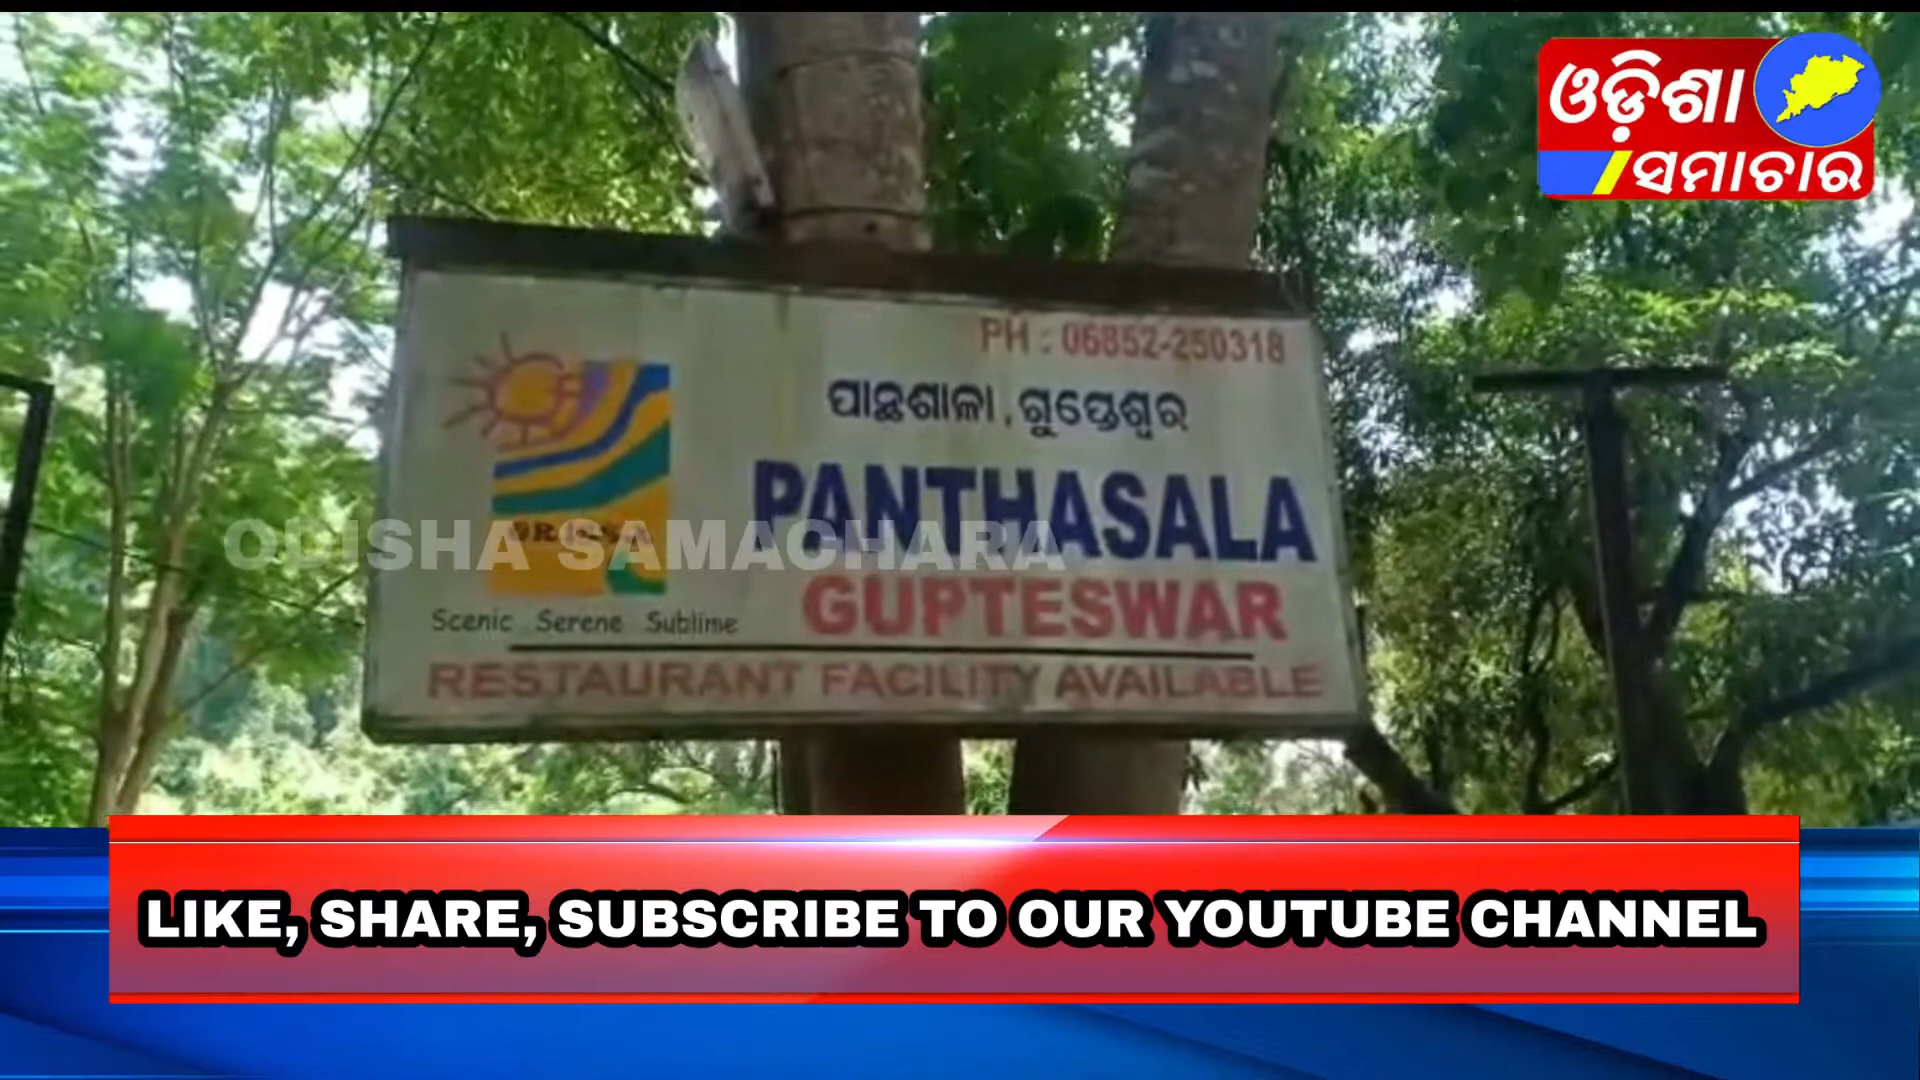 ଓଡ଼ିଶା
ସମାଚାର
PH : 06852-250318
ପାନ୍ଥଶାଳା, ଗୁପ୍ତେଶ୍ୱର
PANTHASALA
ORISSA
ODISHA SAMACHARA
GUPTESWAR
Scenic Serene Sublime
RESTAURANT FACILITY AVAILABLE
LIKE, SHARE, SUBSCRIBE TO OUR YOUTUBE CHANNEL